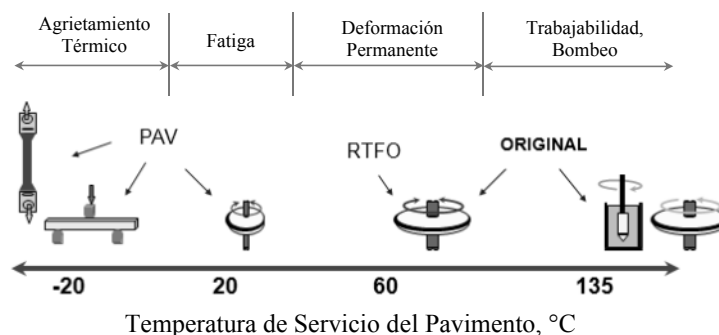 Agrietamiento
Térmico
Fatiga
Deformación
Permanente
Trabajabilidad,
Bombeo
PAV
RTFO
ORIGINAL
-20
20
60
135
Temperatura de Servicio del Pavimento, °C